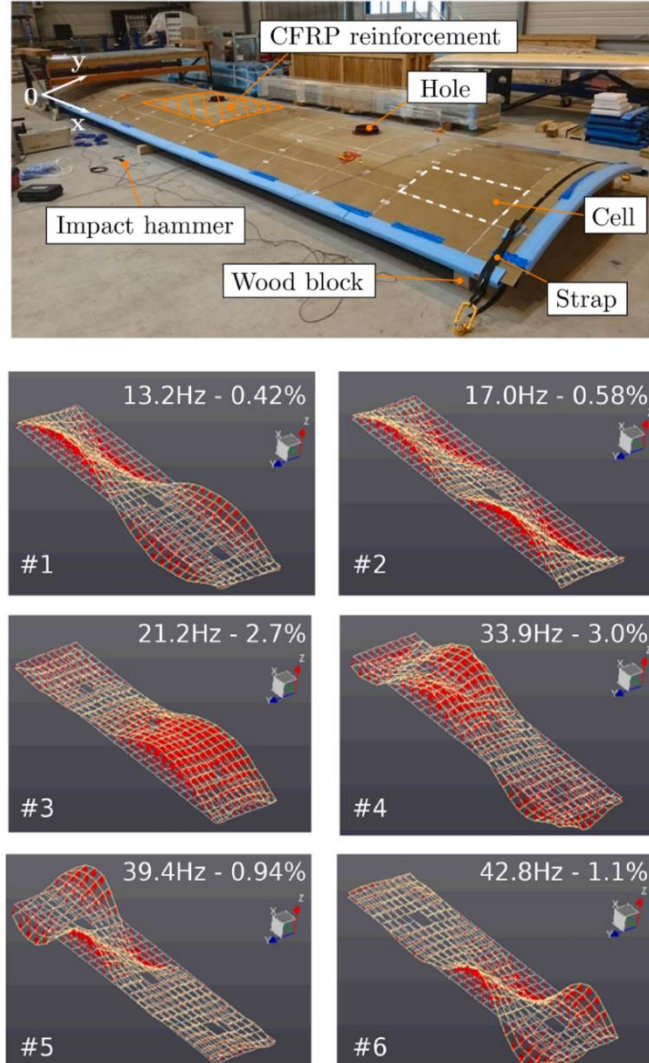 CFRP reinforcement
y
0
x
Hole
Impact hammer
Cell
Wood block
Strap
13.2Hz - 0.42%
#1
17.0Hz - 0.58%
#2
21.2Hz - 2.7%
#3
33.9Hz - 3.0%
#4
39.4Hz - 0.94%
#5
42.8Hz - 1.1%
#6